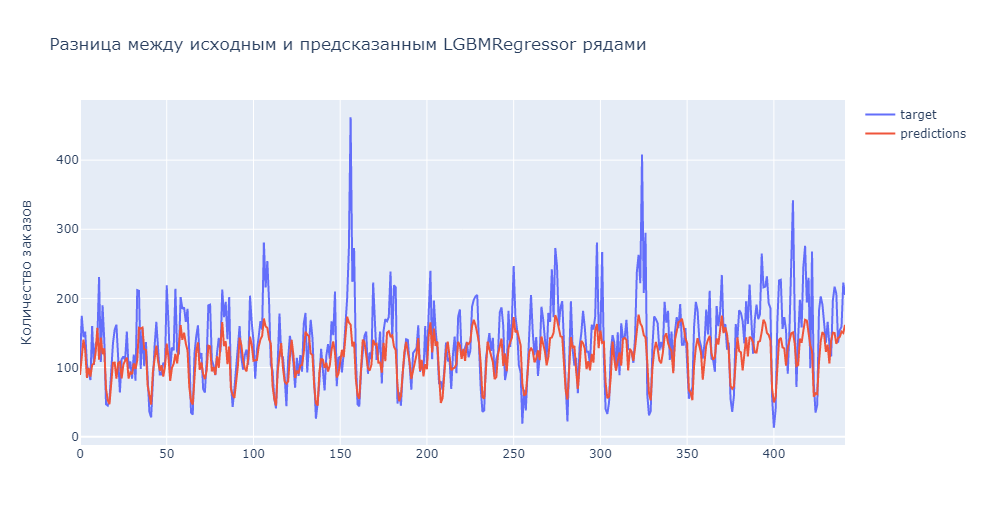 Разница между исходным и предсказанным LGBMRegressor рядами
target
predictions
Количество заказов
400
300
200
100
0
0 50 100 150 200 250 300 350 400